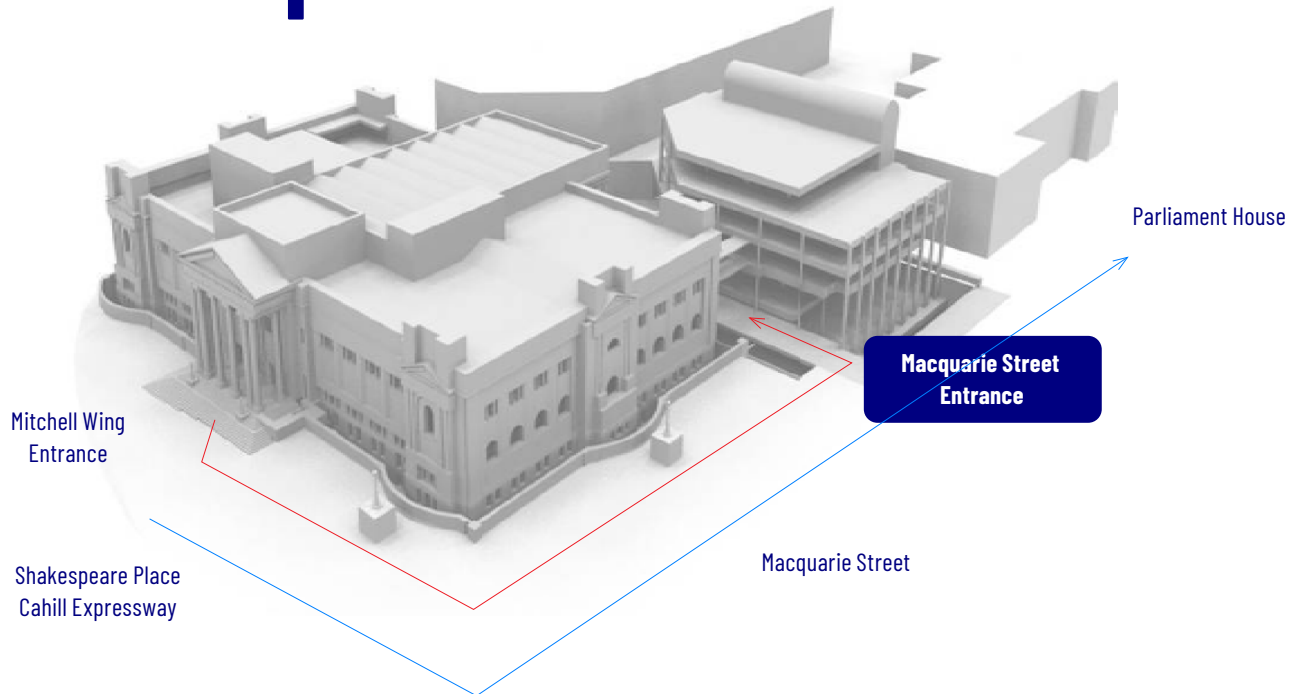 Parliament House
Macquarie Street
Entrance
Mitchell Wing
Entrance
Macquarie Street
Shakespeare Place
Cahill Expressway